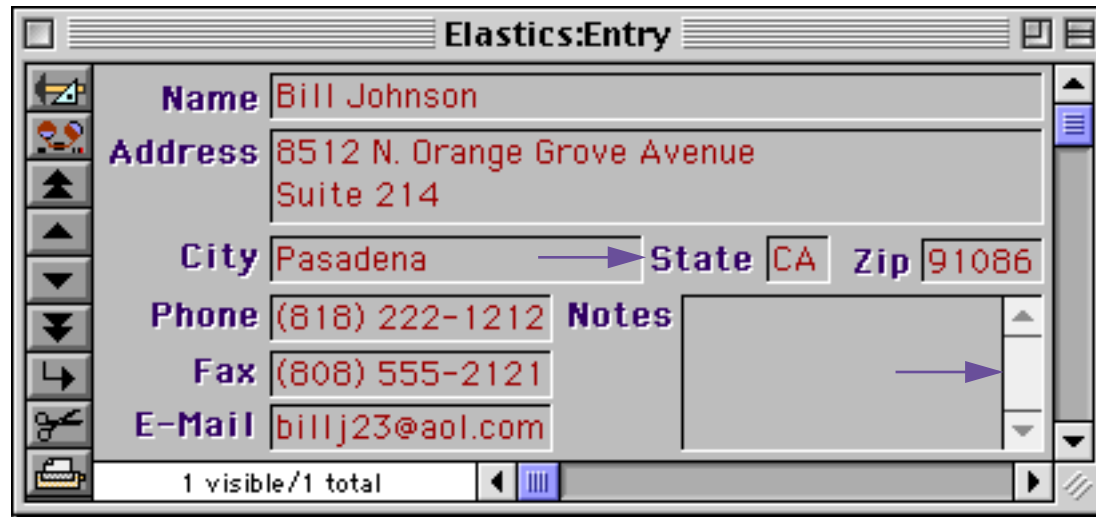 Elastics:Entry
Name Bill Johnson
Address 8512 N. Orange Grove Avenue
Suite 214
City Pasadena State CA Zip 91086
Phone (818) 222-1212 Notes
Fax (808) 555-2121
E-Mail billj23@aol.com
1 visible/1 total